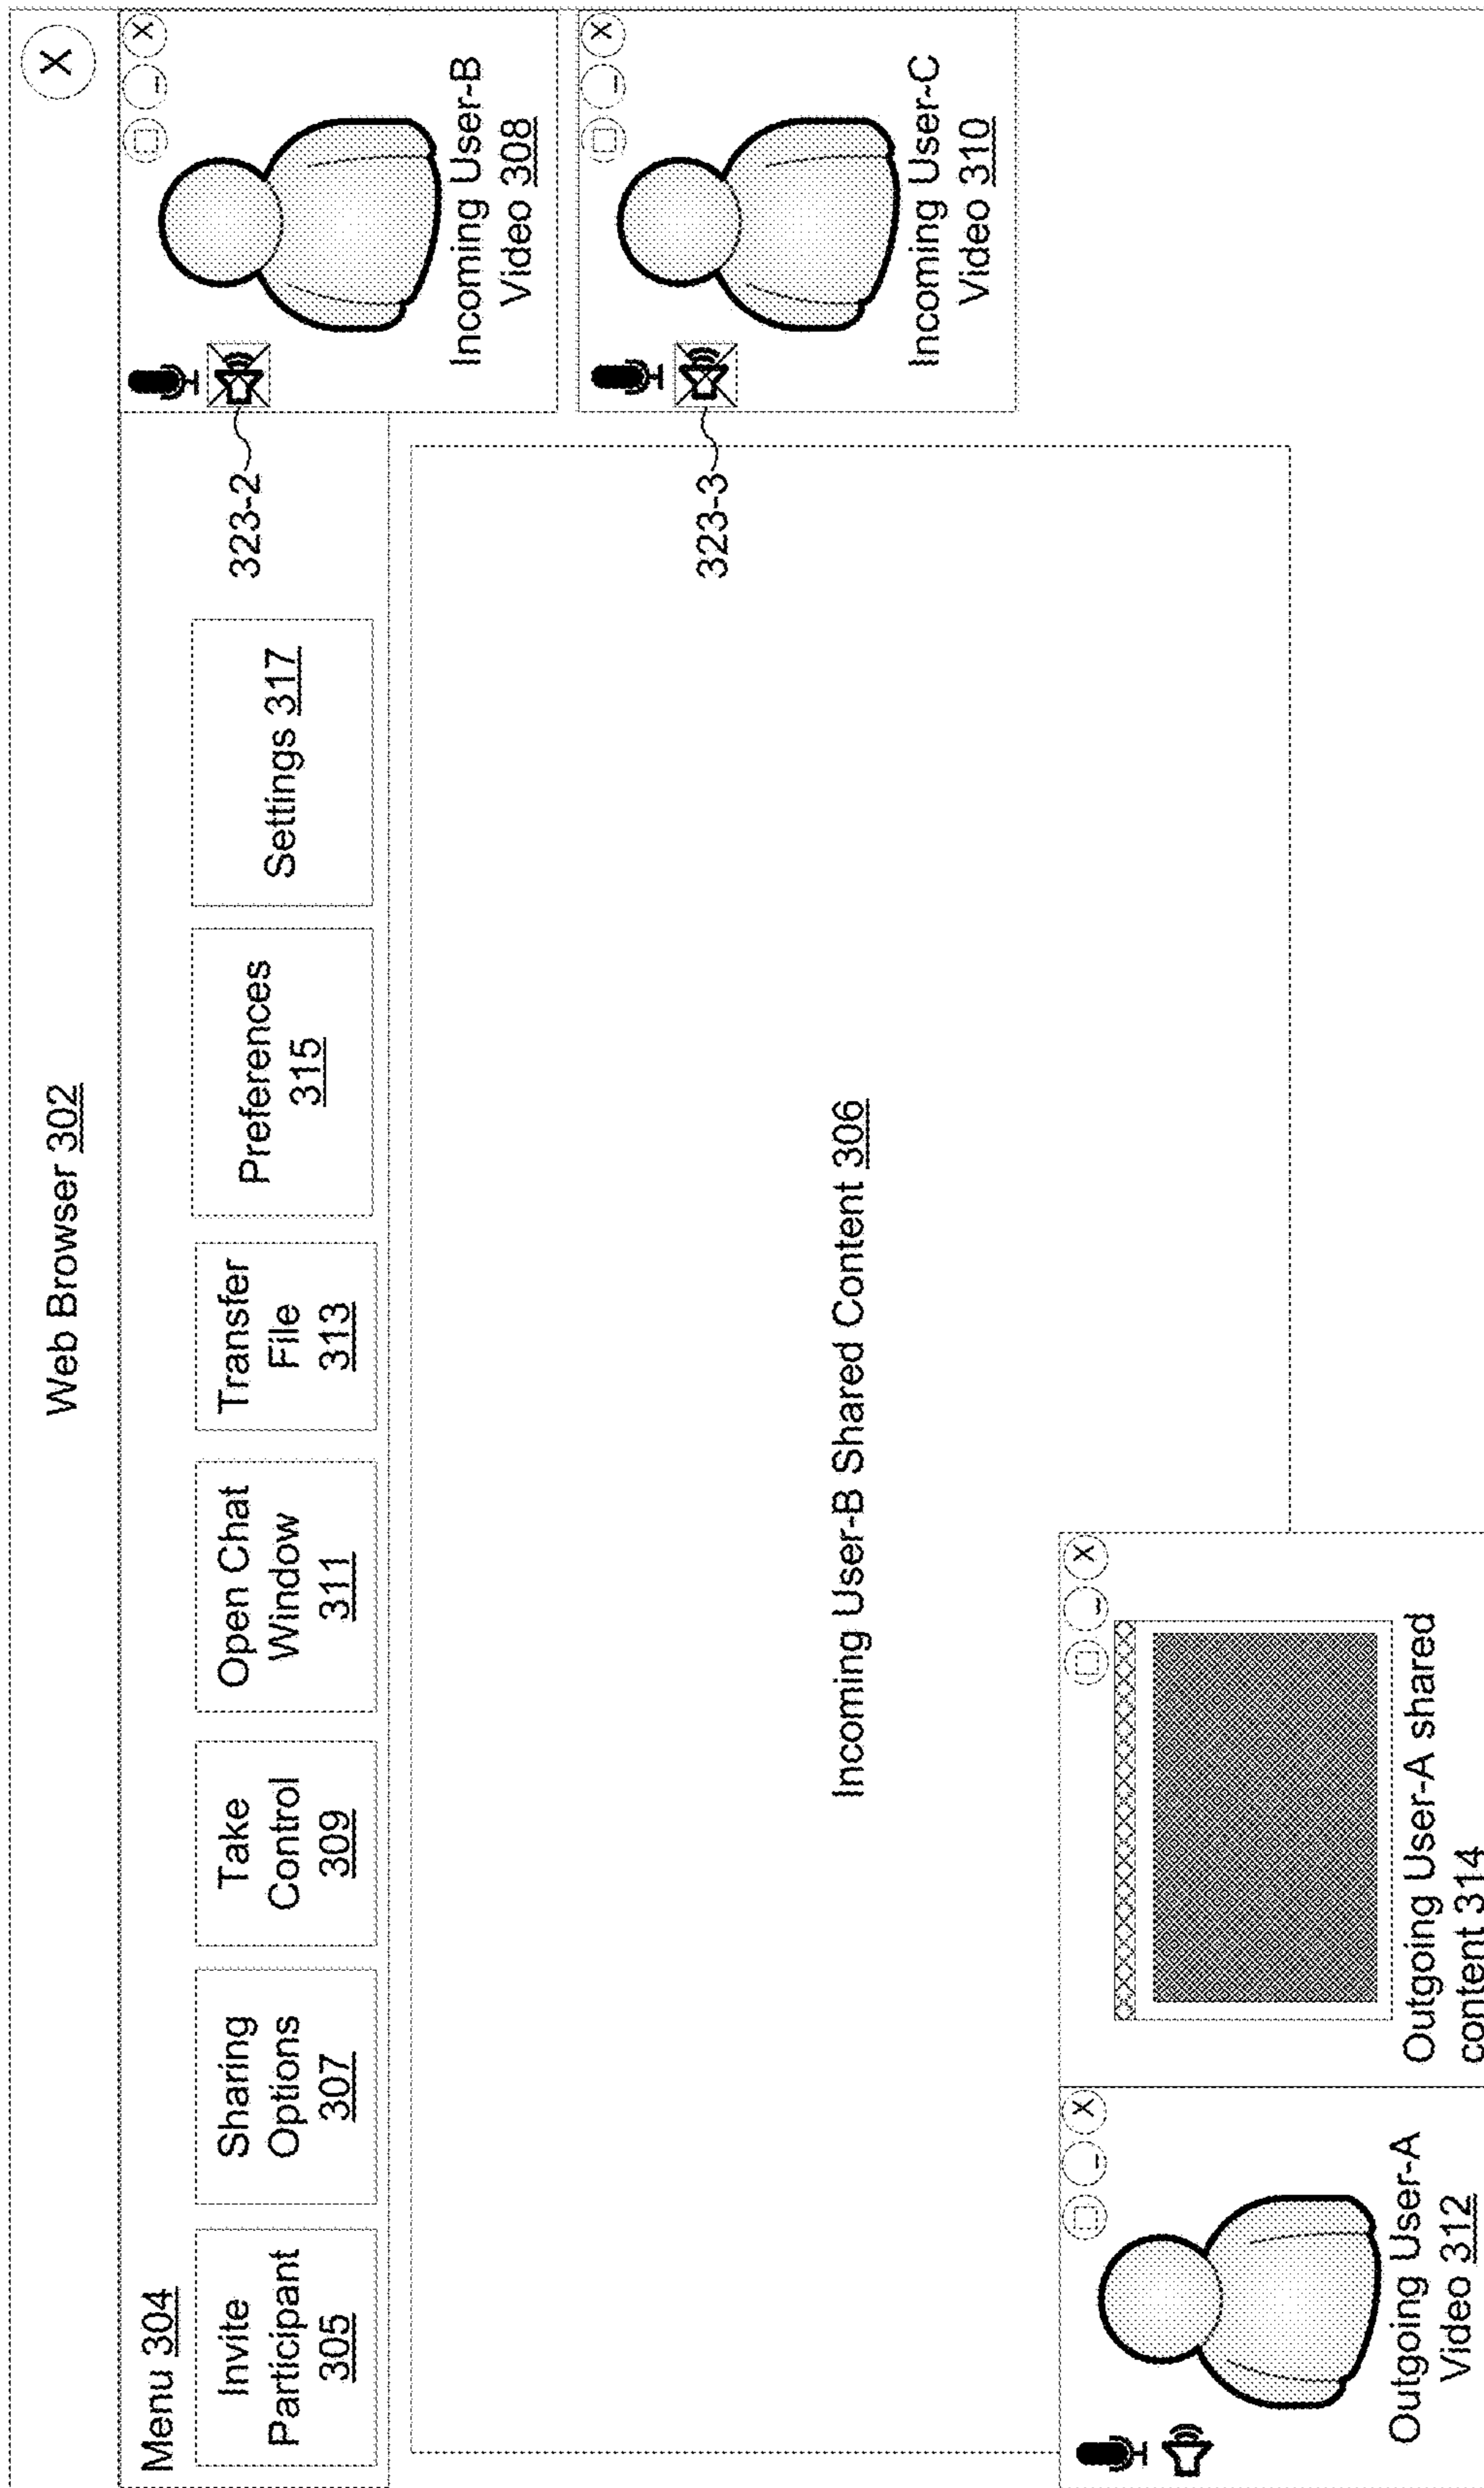 Web Browser 302
X
Menu 304
Invite
Participant
305
Sharing
Options
307
Take
Control
309
Open Chat
Window
311
Transfer
File
313
Preferences
315
Settings 317
323-2
X
Incoming User-B
Video 308
323-3
X
Incoming User-C
Video 310
Incoming User-B Shared Content 306
X
Outgoing User-A
Video 312
X
Outgoing User-A shared
content 314